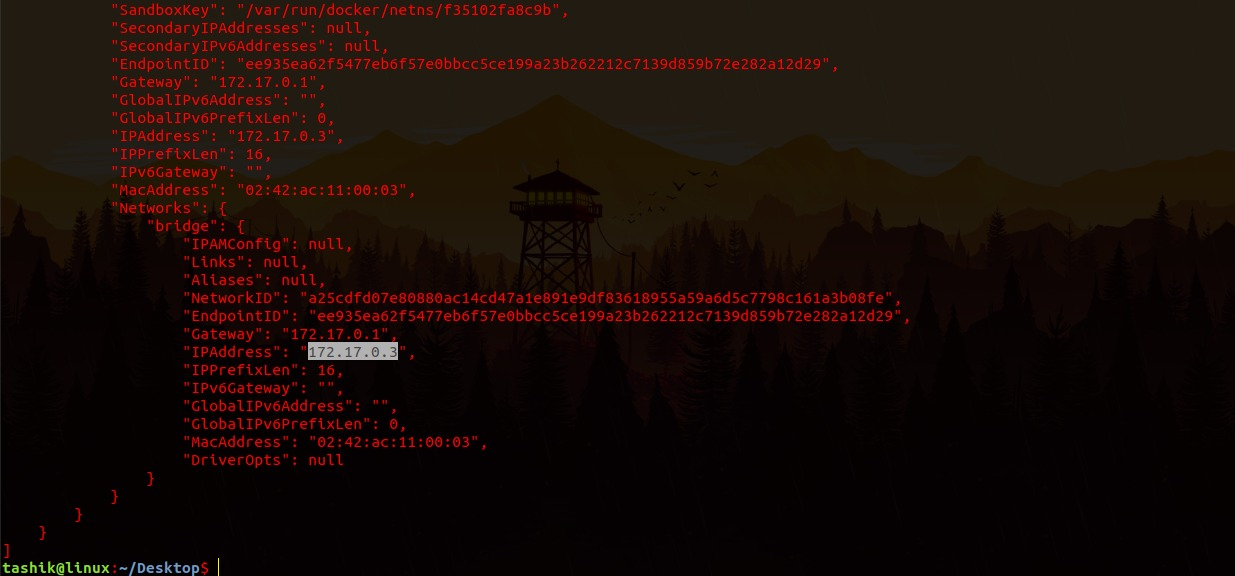 "SandboxKey": "/var/run/docker/netns/f35102fa8c9b",
"SecondaryIPAddresses": null,
"SecondaryIPv6Addresses": null,
"EndpointID": "ee935ea62f5477eb6f57e0bbcc5ce199a23b262212c7139d859b72e282a12d29",
"Gateway": "172.17.0.1",
"GlobalIPv6Address": "",
"GlobalIPv6PrefixLen": 0,
"IPAddress": "172.17.0.3",
"IPPrefixLen": 16,
"IPv6Gateway": "",
"MacAddress": "02:42:ac:11:00:03",
"Networks": {
"bridge": {
"IPAMConfig": null,
"Links": null,
"Aliases": null,
"NetworkID": "a25cdfd07e80880ac14cd47a1e891e9df83618955a59a6d5c7798c161a3b08fe",
"EndpointID": "ee935ea62f5477eb6f57e0bbcc5ce199a23b262212c7139d859b72e282a12d29",
"Gateway": "172.17.0.1",
"IPAddress": "172.17.0.3",
"IPPrefixLen": 16,
"IPv6Gateway": "",
"GlobalIPv6Address": "",
"GlobalIPv6PrefixLen": 0,
"MacAddress": "02:42:ac:11:00:03",
"DriverOpts": null
}
}
}
}
]
tashik@linux:~/Desktop$